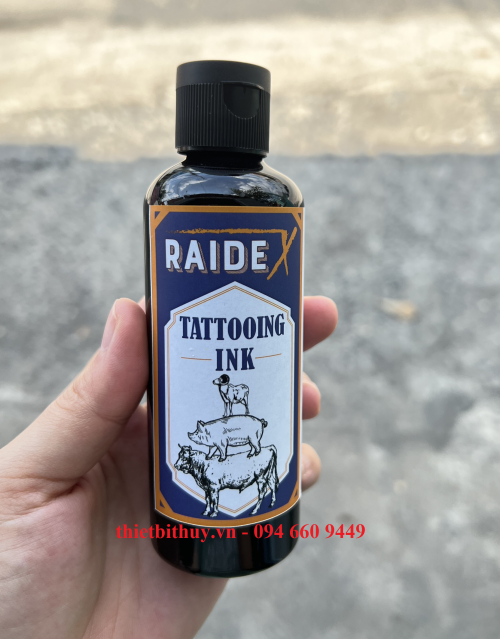 RAIDEX
TATTOOING
INK
thietbithuy.vn - 094 660 9449